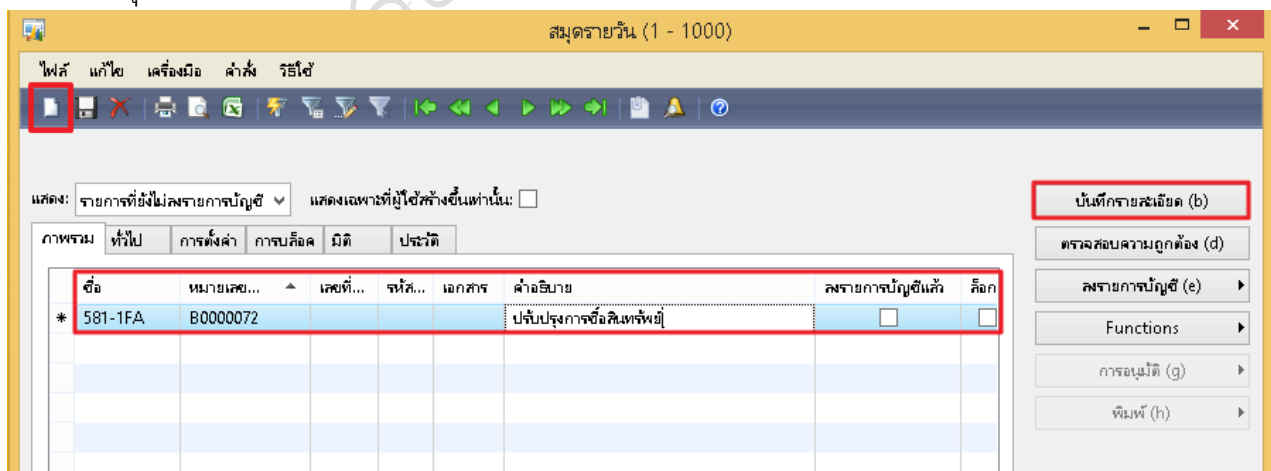 สมุดรายวัน (1 - 1000)
ไฟล์ แก้ไข เครื่องมือ คำสั่ง วิธีใช้
แสดง: รายการที่ยังไม่ลงรายการบัญชี แสดงเฉพาะที่ผู้ใช้สร้างขึ้นเท่านั้น:
บันทึกรายละเอียด (b)
ภาพรวม ทั่วไป การตั้งค่า การบล็อค มิติ ประวัติ
ตรวจสอบความถูกต้อง (d)
ชื่อ หมายเลข... เลขที่... รหัส... เอกสาร คำอธิบาย ลงรายการบัญชีแล้ว ล็อก
ลงรายการบัญชี (e)
* 581-1FA B0000072 ปรับปรุงการซื้อสินทรัพย์
Functions
การอนุมัติ (g)
พิมพ์ (h)